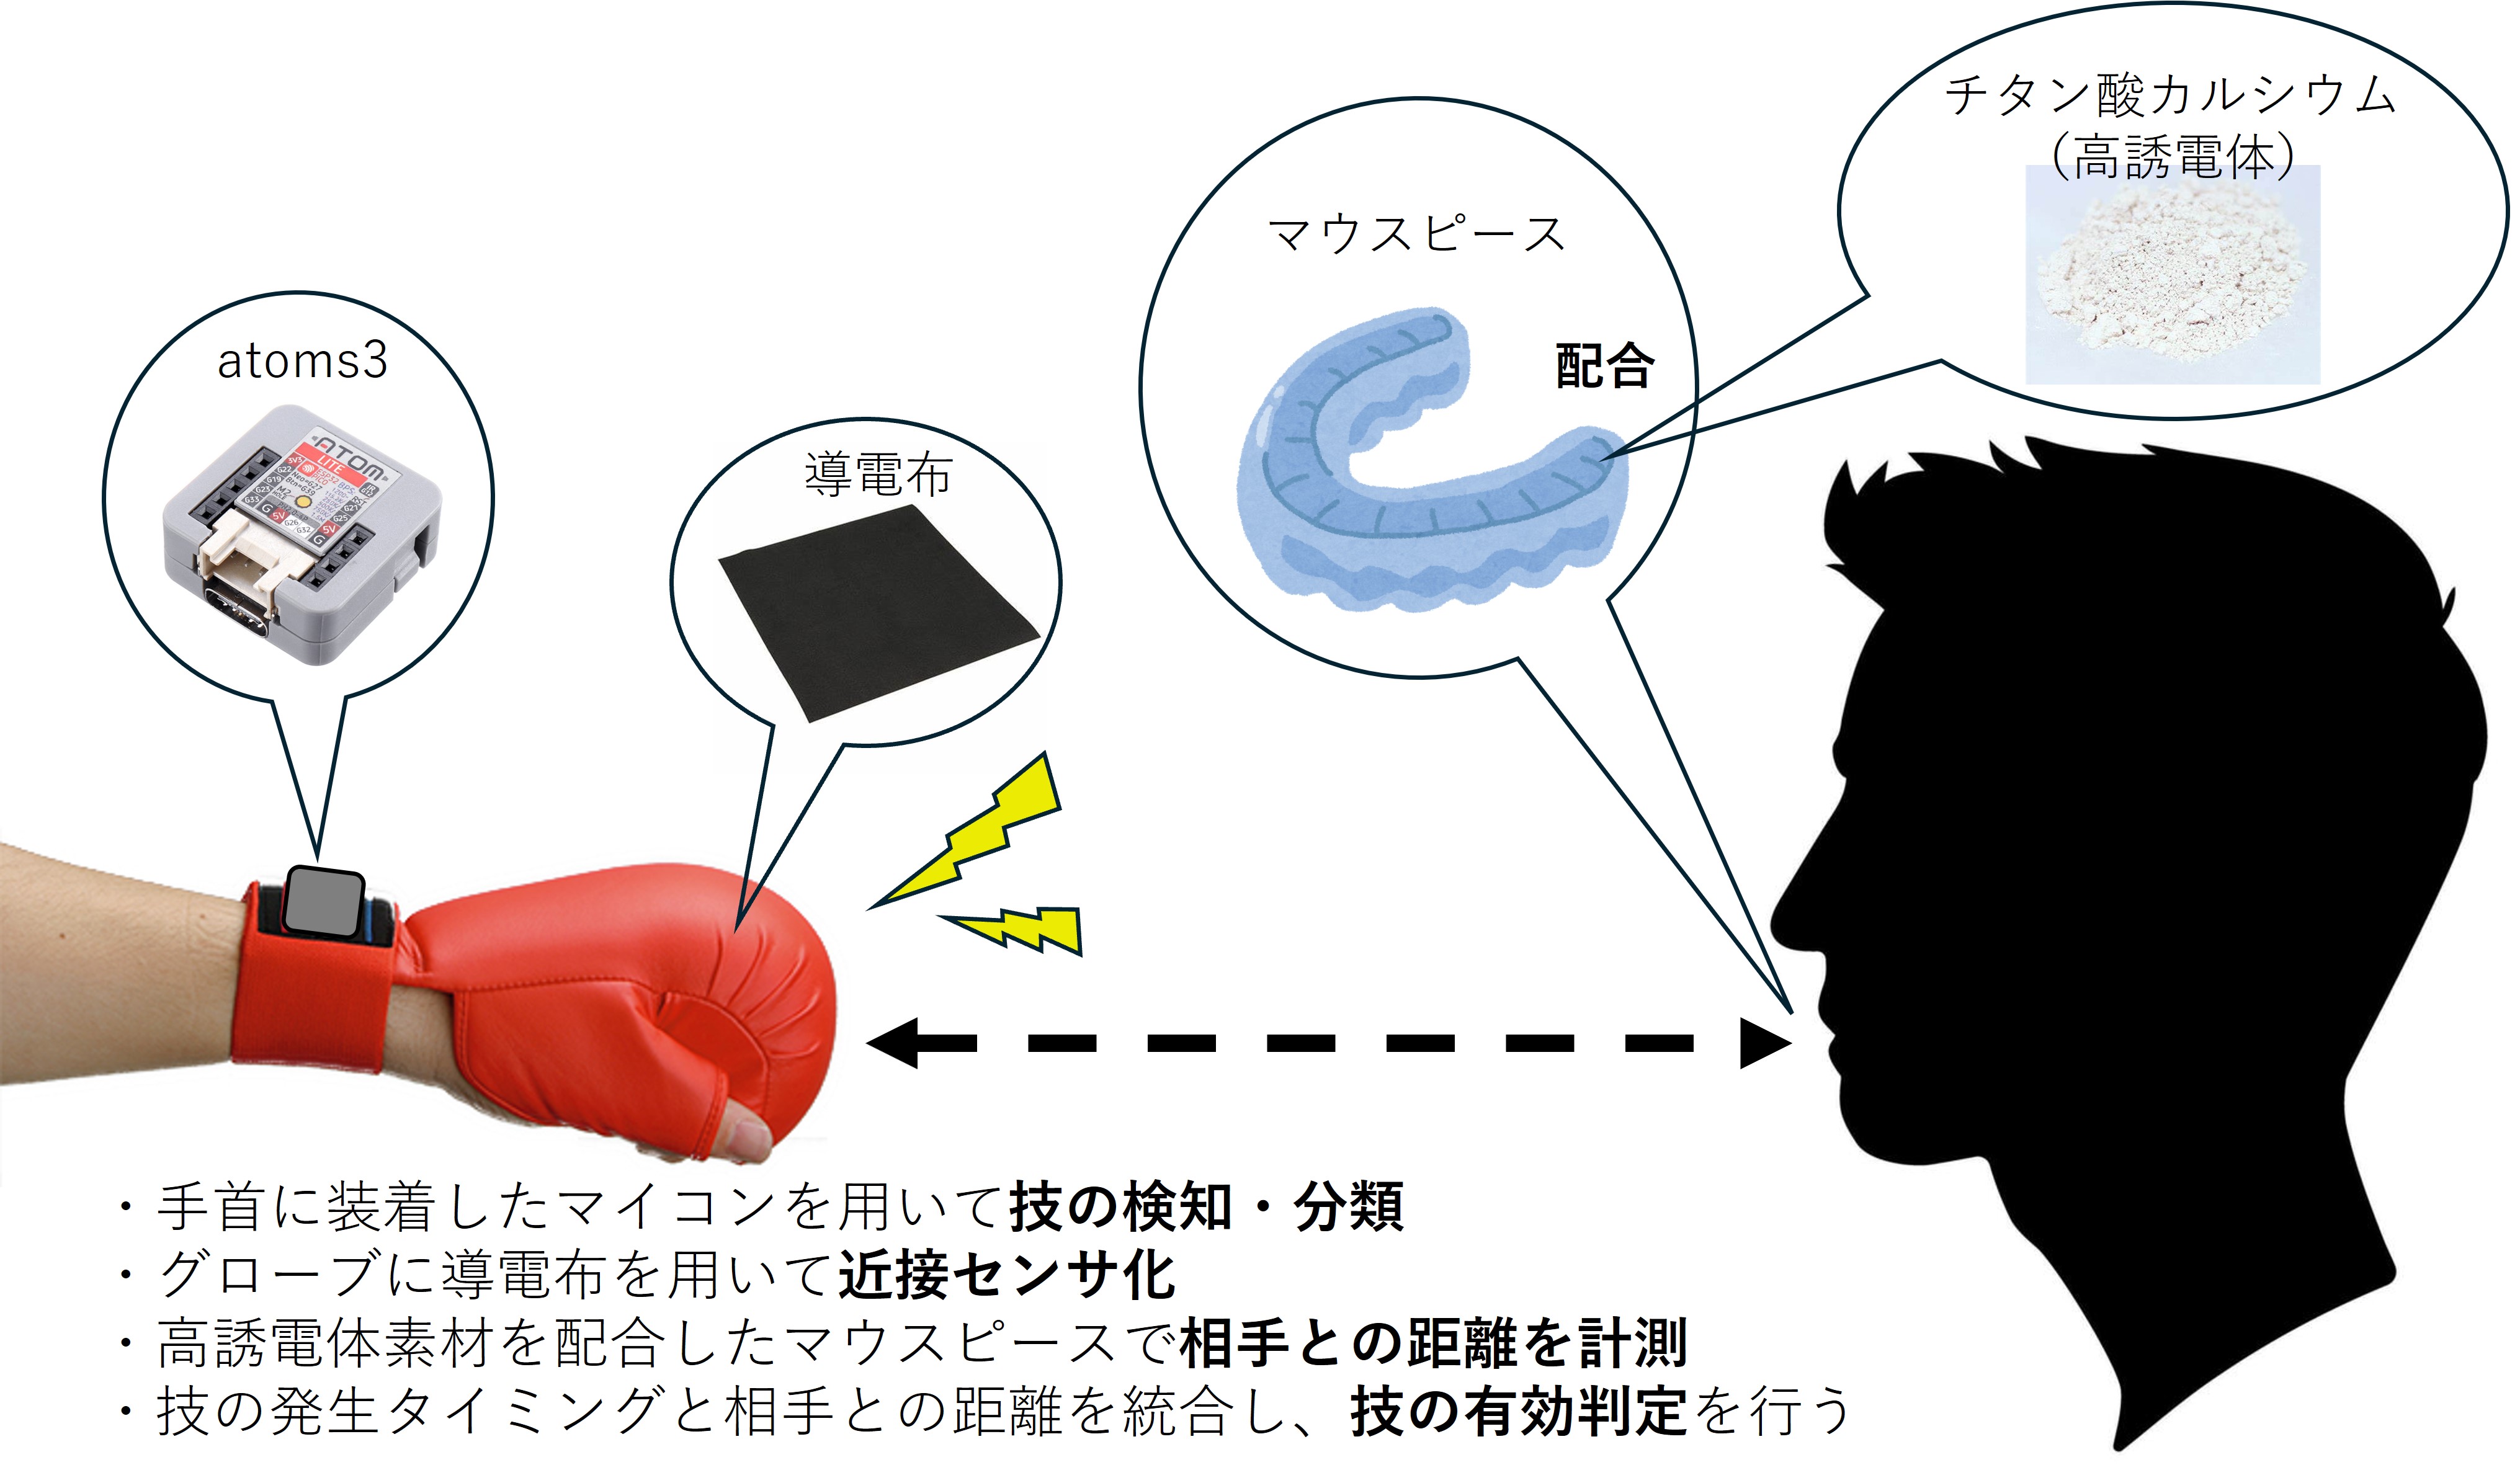 チタン酸カルシウム
（高誘電体）
マウスピース
配合
atoms3
ATOM
LITE
導電布
・手首に装着したマイコンを用いて技の検知・分類
・グローブに導電布を用いて近接センサ化
・高誘電体素材を配合したマウスピースで相手との距離を計測
・技の発生タイミングと相手との距離を統合し、技の有効判定を行う